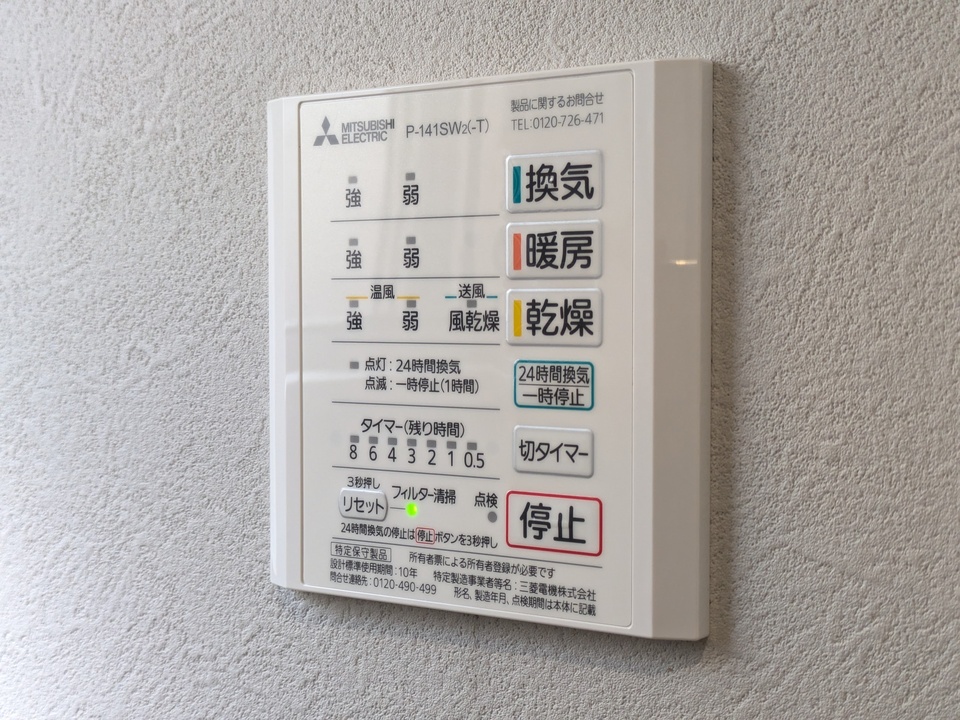 MITSUBISHI ELECTRIC P-141SW2(-T)
製品に関するお問合せ
TEL:0120-726-471
強 弱 換気
強 弱 暖房
温風 送風
強 弱 風乾燥 乾燥
点灯：24時間換気
点滅：一時停止(1時間)
24時間換気
一時停止
タイマー(残り時間)
8 6 4 3 2 1 0.5
切タイマー
3秒押し
リセット フィルター清掃 点検
停止
24時間換気の停止は停止ボタンを3秒押し
特定保守製品 所有者票による所有者登録が必要です
設計標準使用期間：10年 特定製造事業者等名：三菱電機株式会社
問合せ連絡先：0120-490-499 形名、製造年月、点検期間は本体に記載